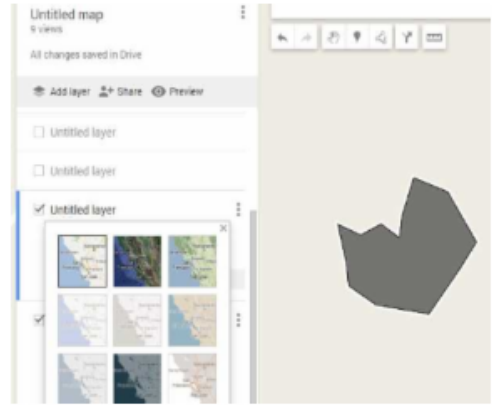 Untitled map
9 views
All changes saved in Drive
Add layer Share Preview
Untitled layer
Untitled layer
Untitled layer